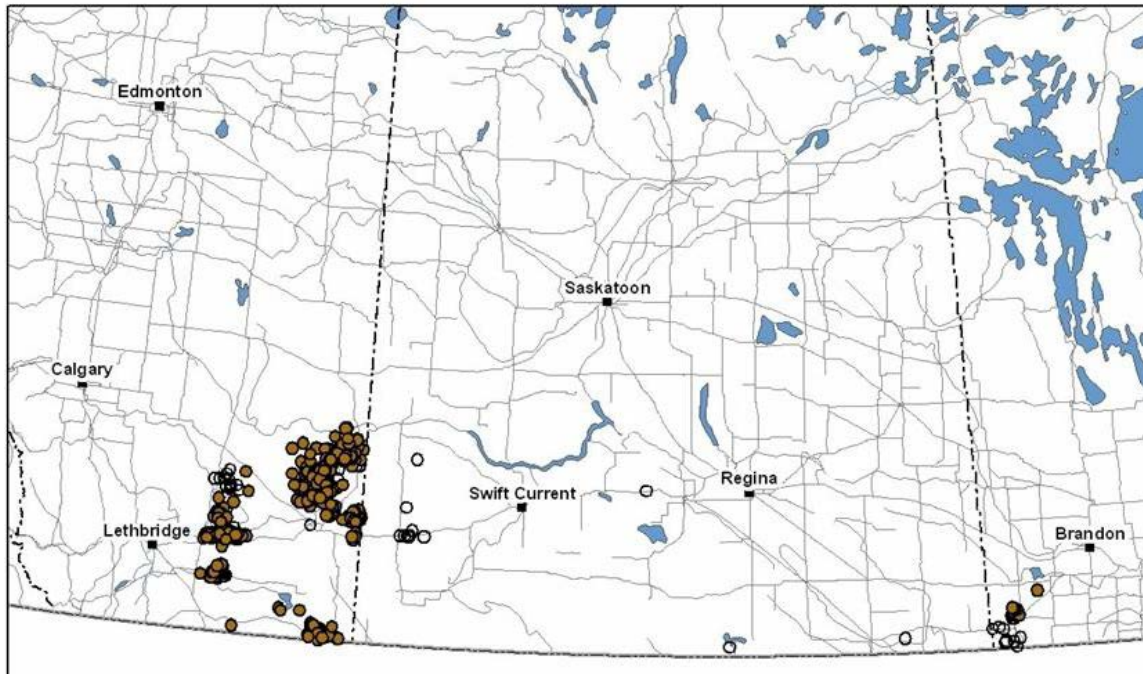 Edmonton
Saskatoon
Calgary
Regina
Swift Current
Lethbridge
Brandon